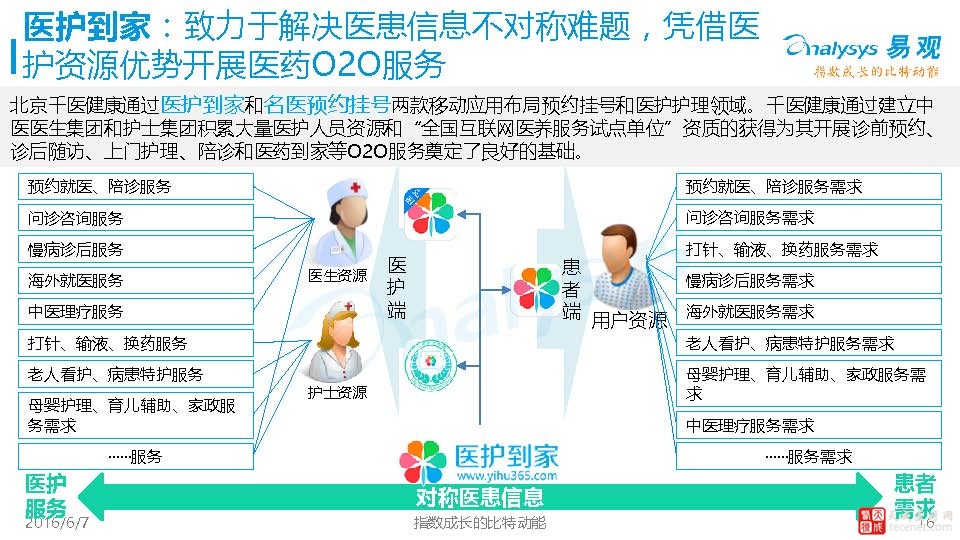 医护到家：致力于解决医患信息不对称难题，凭借医
护资源优势开展医药O2O服务
analysys 易观
指数成长的比特动能
北京千医健康通过医护到家和名医预约挂号两款移动应用布局预约挂号和医护护理领域。千医健康通过建立中
医医生集团和护士集团积累大量医护人员资源和“全国互联网医养服务试点单位”资质的获得为其开展诊前预约、
诊后随访、上门护理、陪诊和医药到家等O2O服务奠定了良好的基础。
预约就医、陪诊服务
问诊咨询服务
慢病诊后服务
海外就医服务
中医理疗服务
打针、输液、换药服务
老人看护、病患特护服务
母婴护理、育儿辅助、家政服
务需求
……服务
医生资源
护士资源
医护端
患者端
用户资源
预约就医、陪诊服务需求
问诊咨询服务需求
打针、输液、换药服务需求
慢病诊后服务需求
海外就医服务需求
老人看护、病患特护服务需求
母婴护理、育儿辅助、家政服务需
求
中医理疗服务需求
……服务需求
医护到家
www.yihu365.com
医护
服务
对称医患信息
患者
需求
2016/6/7
指数成长的比特动能
16
tecenet.com